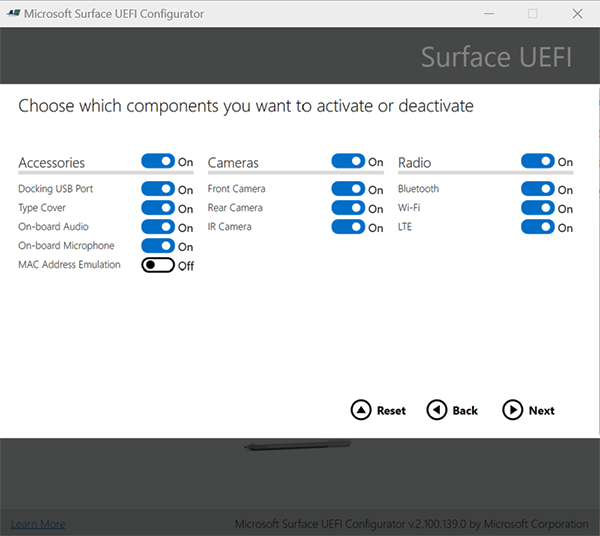 Microsoft Surface UEFI Configurator
Surface UEFI
Choose which components you want to activate or deactivate
Accessories On
Docking USB Port On
Type Cover On
On-board Audio On
On-board Microphone On
MAC Address Emulation Off
Cameras On
Front Camera On
Rear Camera On
IR Camera On
Radio On
Bluetooth On
Wi-Fi On
LTE On
Reset Back Next
Learn More Microsoft Surface UEFI Configurator v.2.100.139.0 by Microsoft Corporation